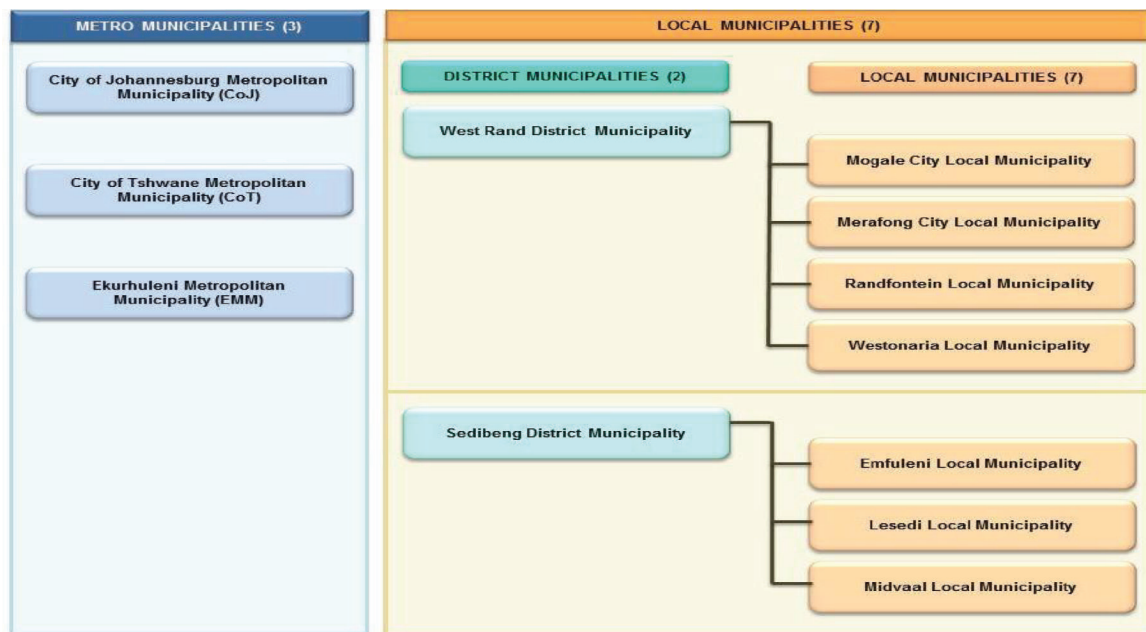 METRO MUNICIPALITIES (3)
City of Johannesburg Metropolitan
Municipality (CoJ)
City of Tshwane Metropolitan
Municipality (CoT)
Ekurhuleni Metropolitan
Municipality (EMM)
LOCAL MUNICIPALITIES (7)
DISTRICT MUNICIPALITIES (2)
LOCAL MUNICIPALITIES (7)
West Rand District Municipality
Mogale City Local Municipality
Merafong City Local Municipality
Randfontein Local Municipality
Westonaria Local Municipality
Sedibeng District Municipality
Emfuleni Local Municipality
Lesedi Local Municipality
Midvaal Local Municipality